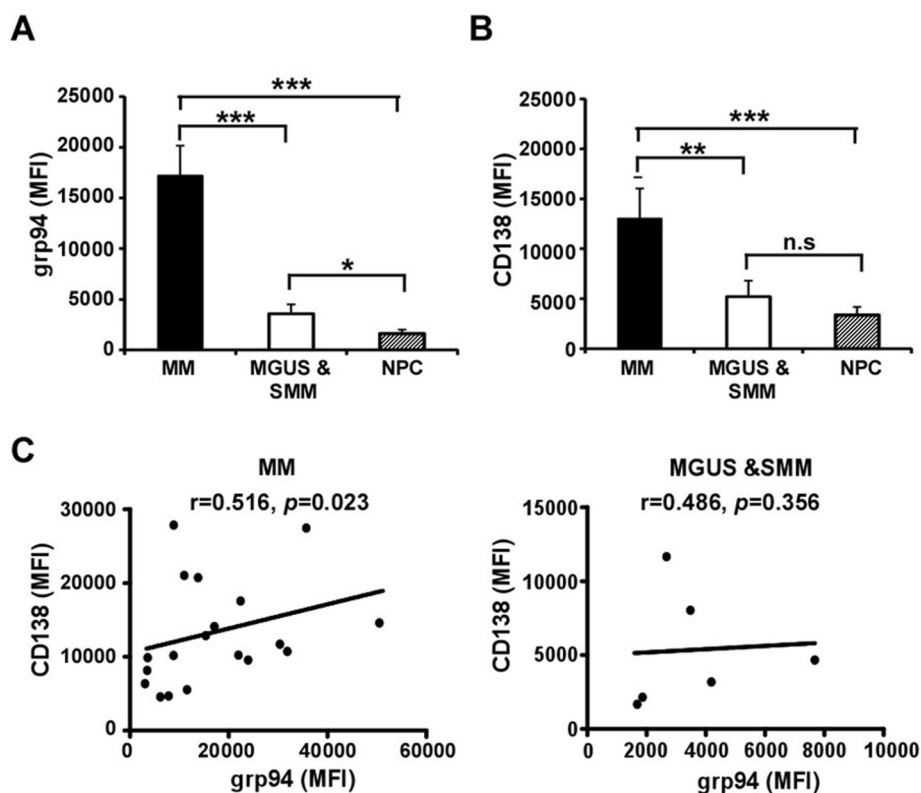 A
***
***
*
grp94 (MFI)
25000
20000
15000
10000
5000
0
MM
MGUS &
SMM
NPC
B
***
**
n.s
CD138 (MFI)
25000
20000
15000
10000
5000
0
MM
MGUS &
SMM
NPC
C
MM
r=0.516, p=0.023
CD138 (MFI)
30000
20000
10000
0
0 20000 40000 60000
grp94 (MFI)
MGUS &SMM
r=0.486, p=0.356
CD138 (MFI)
15000
10000
5000
0
0 2000 4000 6000 8000 10000
grp94 (MFI)